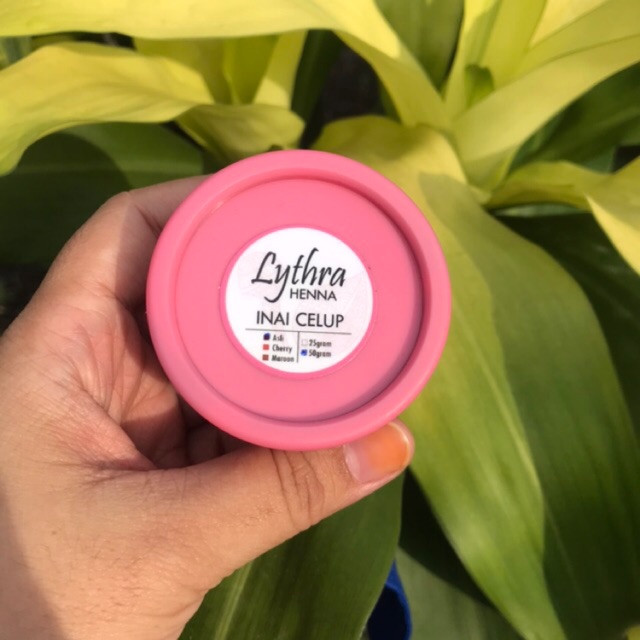 Lythra
HENNA
INAI CELUP
Asli
Cherry
Maroon
25gram
50gram